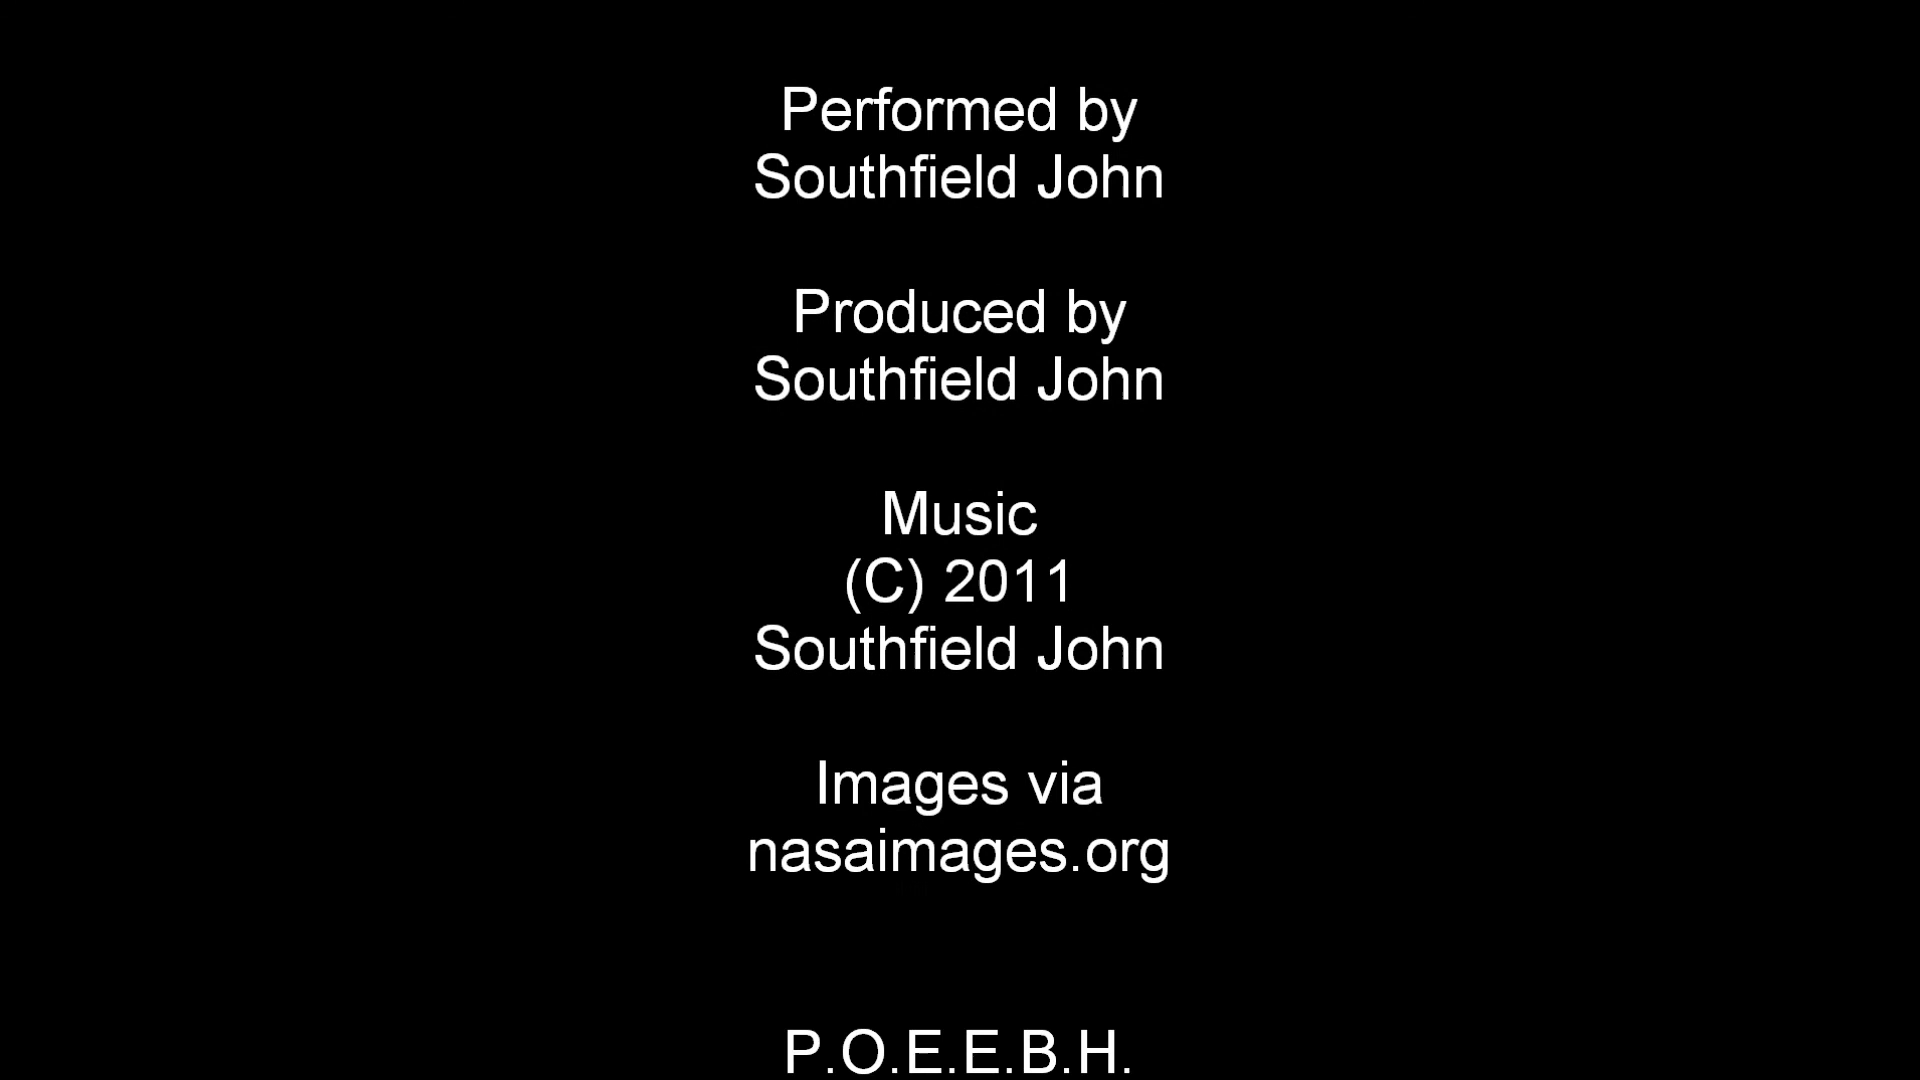 Performed by
Southfield John
Produced by
Southfield John
Music
(C) 2011
Southfield John
Images via
nasaimages.org
P.O.E.E.B.H.